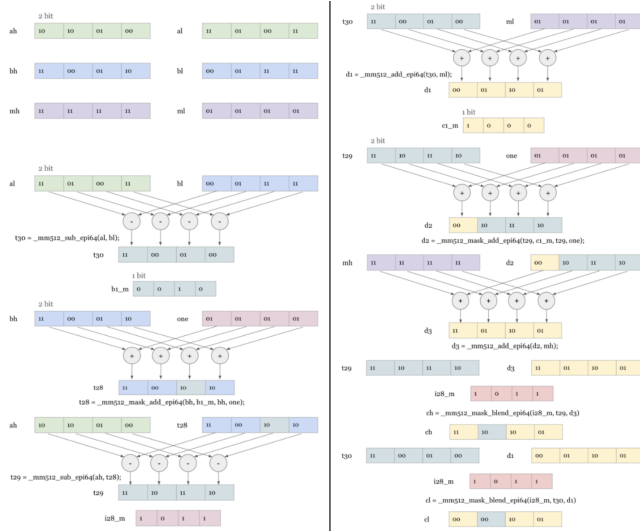 2 bit
ah 10 10 01 00 al 11 01 00 11
bh 11 00 01 10 bl 00 01 11 11
mh 11 11 11 11 ml 01 01 01 01
2 bit
al 11 01 00 11 bl 00 01 11 11
- - - -
t30 = _mm512_sub_epi64(al, bl);
t30 11 00 01 00
1 bit
b1_m 0 0 1 0
2 bit
bh 11 00 01 10 one 01 01 01 01
+ + + +
t28 11 00 10 10
t28 = _mm512_mask_add_epi64(bh, b1_m, bh, one);
ah 10 10 01 00 t28 11 00 10 10
- - - -
t29 = _mm512_sub_epi64(ah, t28);
t29 11 10 11 10
i28_m 1 0 1 1
2 bit
t30 11 00 01 00 ml 01 01 01 01
+ + + +
d1 = _mm512_add_epi64(t30, ml);
d1 00 01 10 01
1 bit
c1_m 1 0 0 0
2 bit
t29 11 10 11 10 one 01 01 01 01
+ + + +
d2 00 10 11 10
d2 = _mm512_mask_add_epi64(t29, c1_m, t29, one);
mh 11 11 11 11 d2 00 10 11 10
+ + + +
d3 11 01 10 01
d3 = _mm512_add_epi64(d2, mh);
t29 11 10 11 10 d3 11 01 10 01
i28_m 1 0 1 1
ch = _mm512_mask_blend_epi64(i28_m, t29, d3)
ch 11 10 10 01
t30 11 00 01 00 d1 00 01 10 01
i28_m 1 0 1 1
cl = _mm512_mask_blend_epi64(i28_m, t30, d1)
cl 00 00 10 01